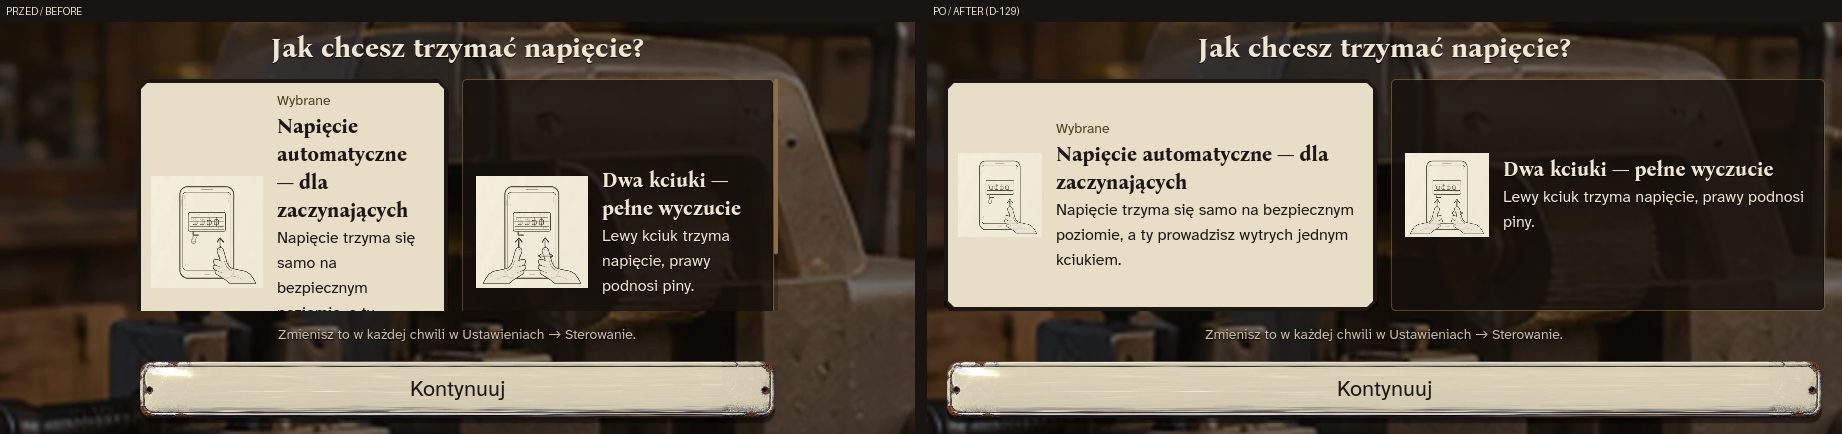 PRZED / BEFORE
Jak chcesz trzymać napięcie?
Wybrane
Napięcie
automatyczne
— dla
zaczynających
Napięcie trzyma się
samo na
bezpiecznym
poziomie, a ty
Dwa kciuki —
pełne wyczucie
Lewy kciuk trzyma
napięcie, prawy
podnosi piny.
Zmienisz to w każdej chwili w Ustawieniach → Sterowanie.
Kontynuuj
PO / AFTER (D-129)
Jak chcesz trzymać napięcie?
Wybrane
Napięcie automatyczne — dla
zaczynających
Napięcie trzyma się samo na bezpiecznym
poziomie, a ty prowadzisz wytrych jednym
kciukiem.
Dwa kciuki — pełne wyczucie
Lewy kciuk trzyma napięcie, prawy podnosi
piny.
Zmienisz to w każdej chwili w Ustawieniach → Sterowanie.
Kontynuuj